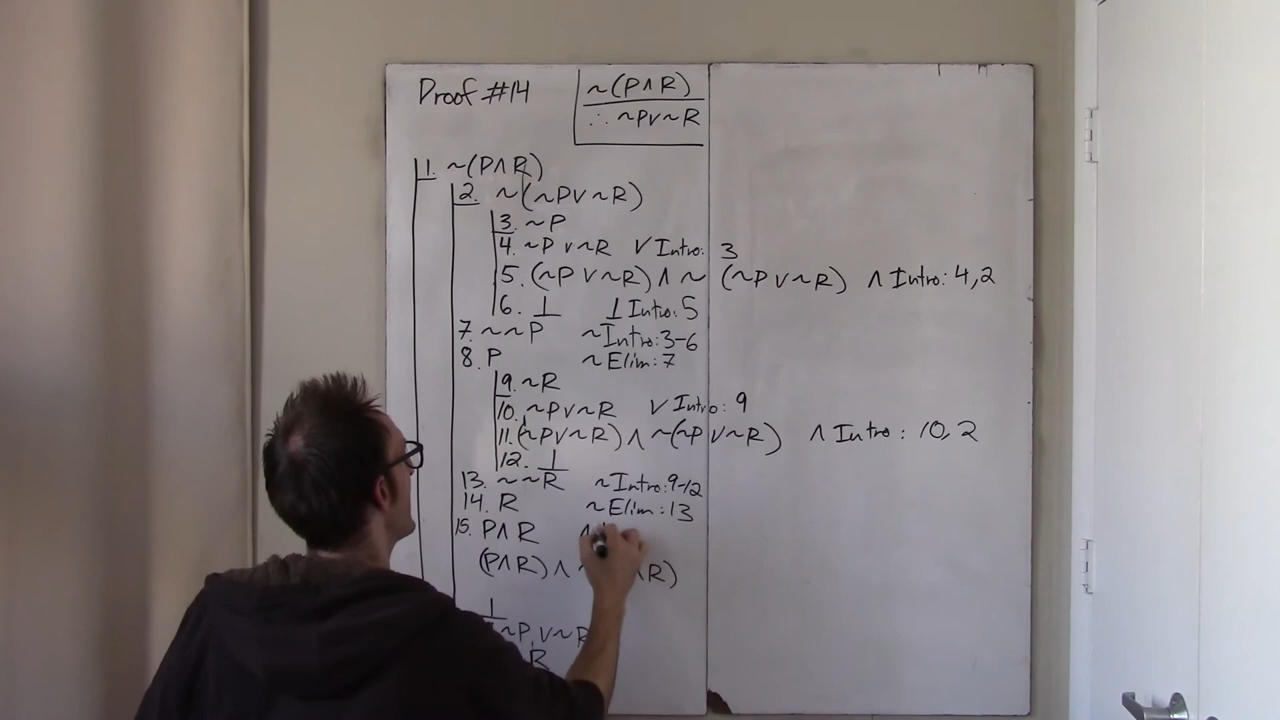 Proof #14
~(P∧R)
∴ ~P∨~R
1. ~(P∧R)
2. ~(~P∨~R)
3. ~P
4. ~P∨~R ∨ Intro: 3
5. (~P∨~R)∧~(~P∨~R) ∧ Intro: 4,2
6. ⊥ ⊥ Intro: 5
7. ~~P ~Intro: 3-6
8. P ~Elim: 7
9. ~R
10. ~P∨~R ∨ Intro: 9
11. (~P∨~R)∧~(~P∨~R) ∧ Intro: 10,2
12. ⊥
13. ~~R ~Intro: 9-12
14. R ~Elim: 13
15. P∧R ∧
(P∧R)∧ R)
⊥
~P∨~R
R